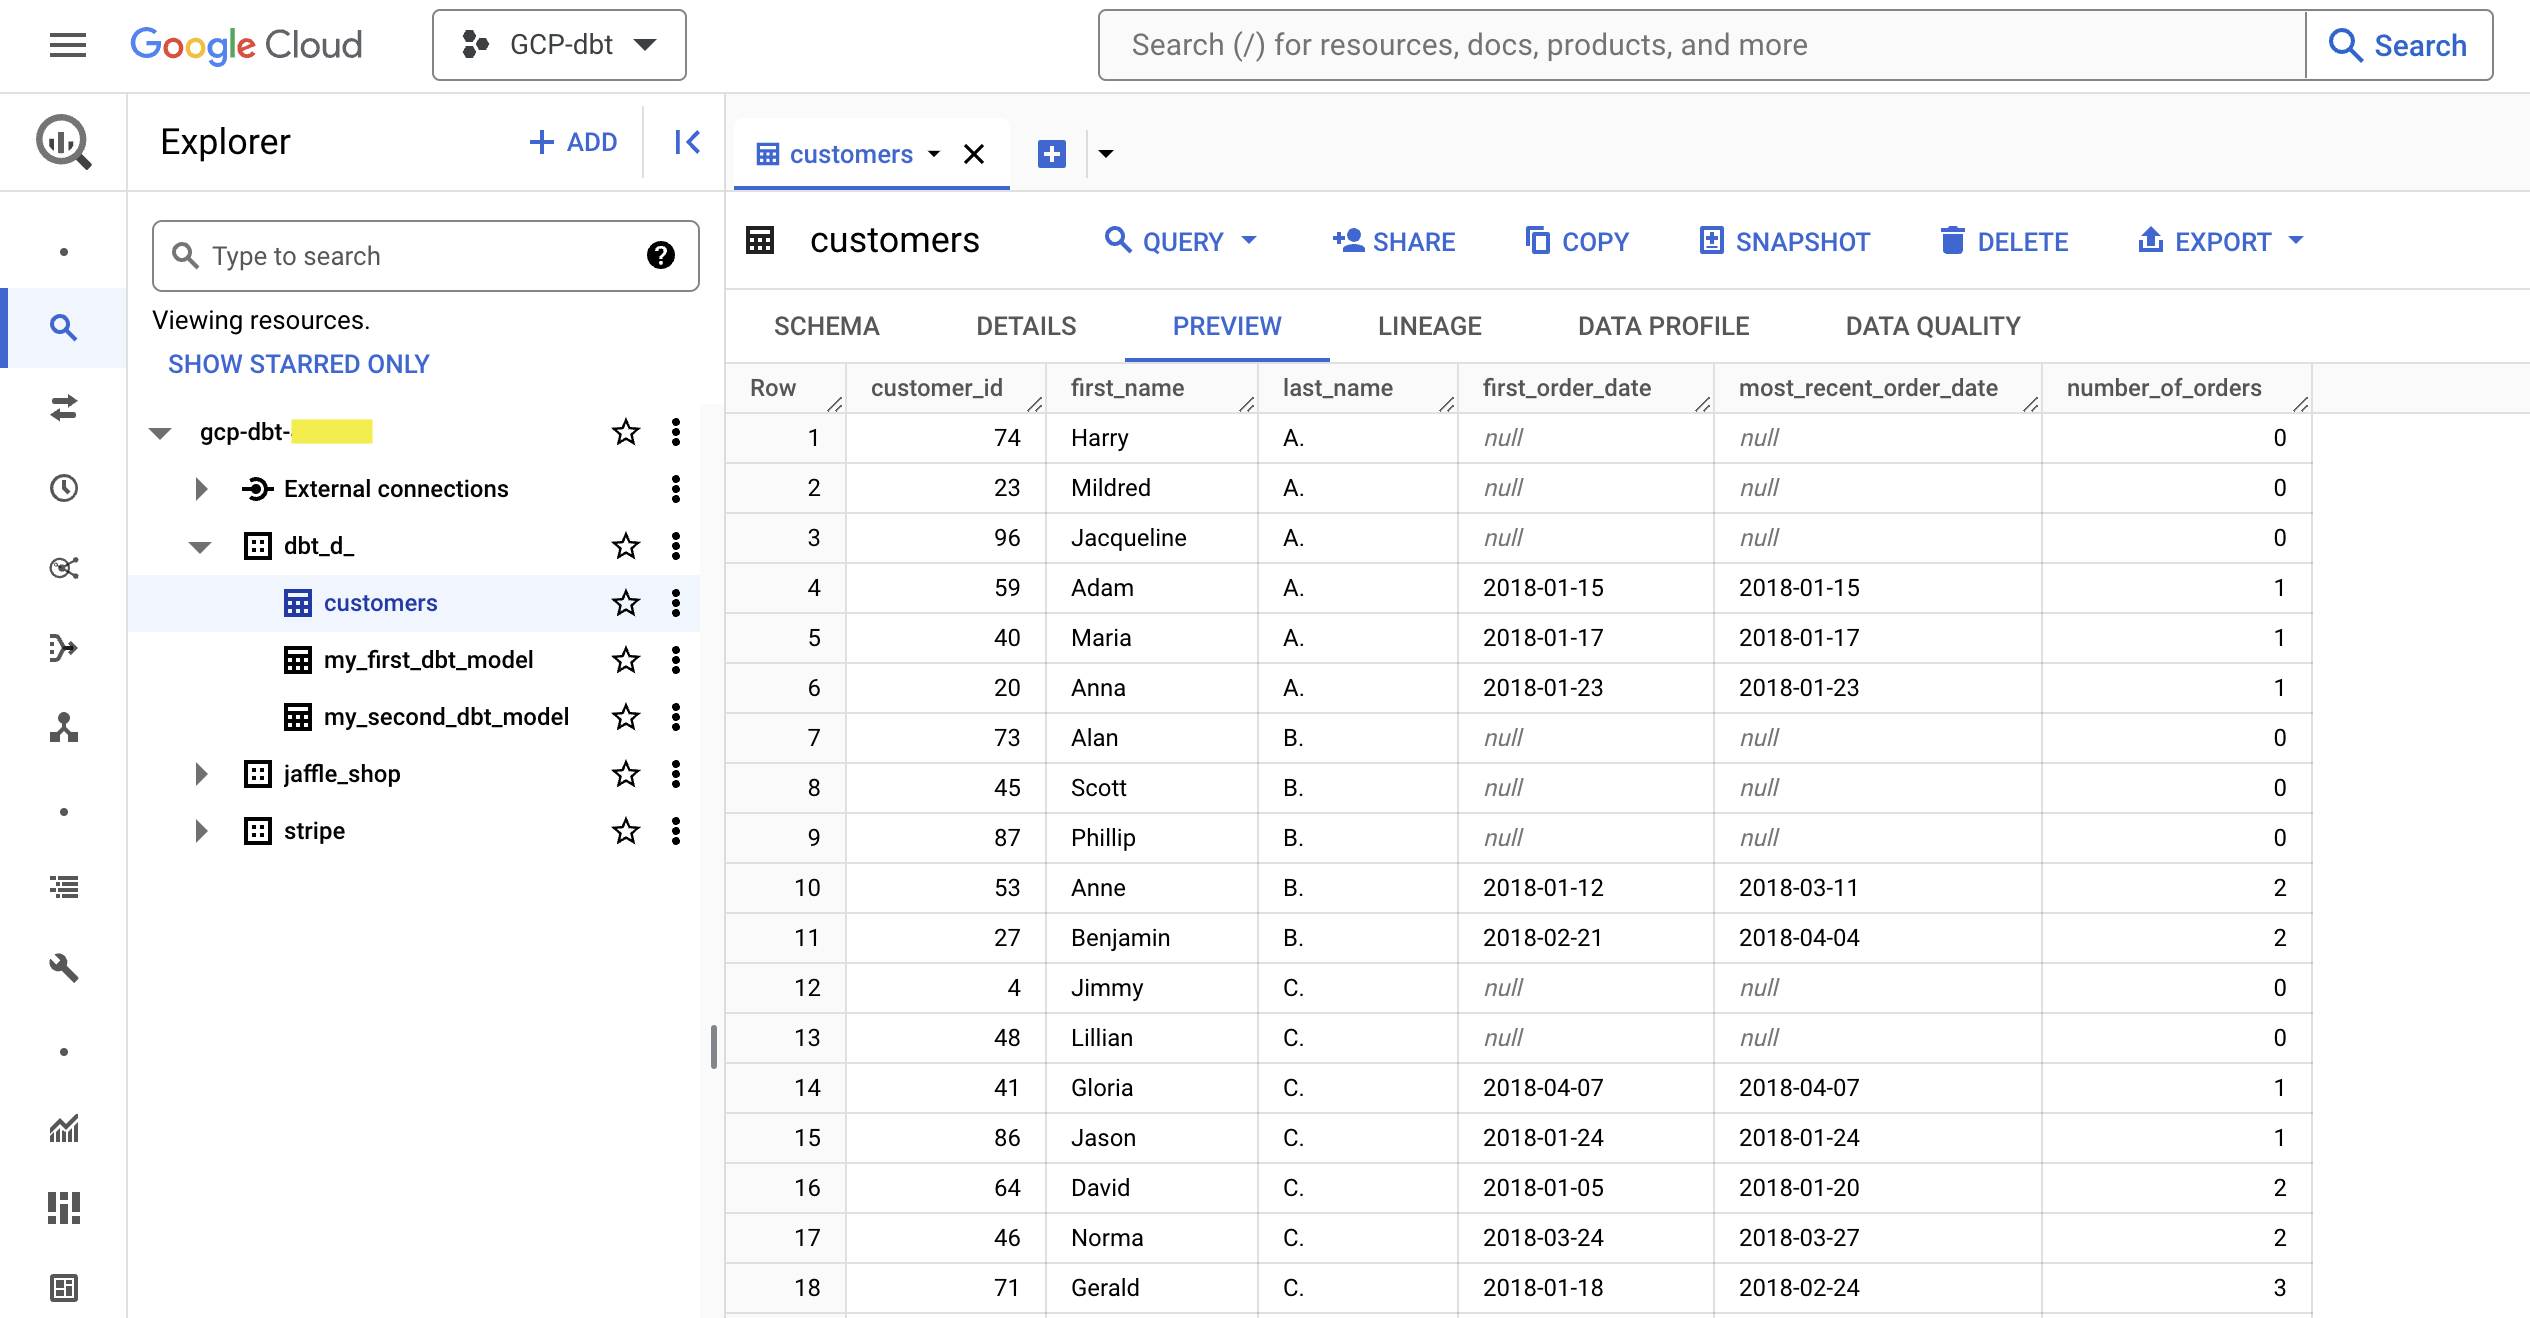 Google Cloud GCP-dbt Search (/) for resources, docs, products, and more Search
Explorer ADD
Type to search
Viewing resources.
SHOW STARRED ONLY
gcp-dbt-
External connections
dbt_d_
customers
my_first_dbt_model
my_second_dbt_model
jaffle_shop
stripe
customers
customers QUERY SHARE COPY SNAPSHOT DELETE EXPORT
SCHEMA DETAILS PREVIEW LINEAGE DATA PROFILE DATA QUALITY
Row customer_id first_name last_name first_order_date most_recent_order_date number_of_orders
1 74 Harry A. null null 0
2 23 Mildred A. null null 0
3 96 Jacqueline A. null null 0
4 59 Adam A. 2018-01-15 2018-01-15 1
5 40 Maria A. 2018-01-17 2018-01-17 1
6 20 Anna A. 2018-01-23 2018-01-23 1
7 73 Alan B. null null 0
8 45 Scott B. null null 0
9 87 Phillip B. null null 0
10 53 Anne B. 2018-01-12 2018-03-11 2
11 27 Benjamin B. 2018-02-21 2018-04-04 2
12 4 Jimmy C. null null 0
13 48 Lillian C. null null 0
14 41 Gloria C. 2018-04-07 2018-04-07 1
15 86 Jason C. 2018-01-24 2018-01-24 1
16 64 David C. 2018-01-05 2018-01-20 2
17 46 Norma C. 2018-03-24 2018-03-27 2
18 71 Gerald C. 2018-01-18 2018-02-24 3